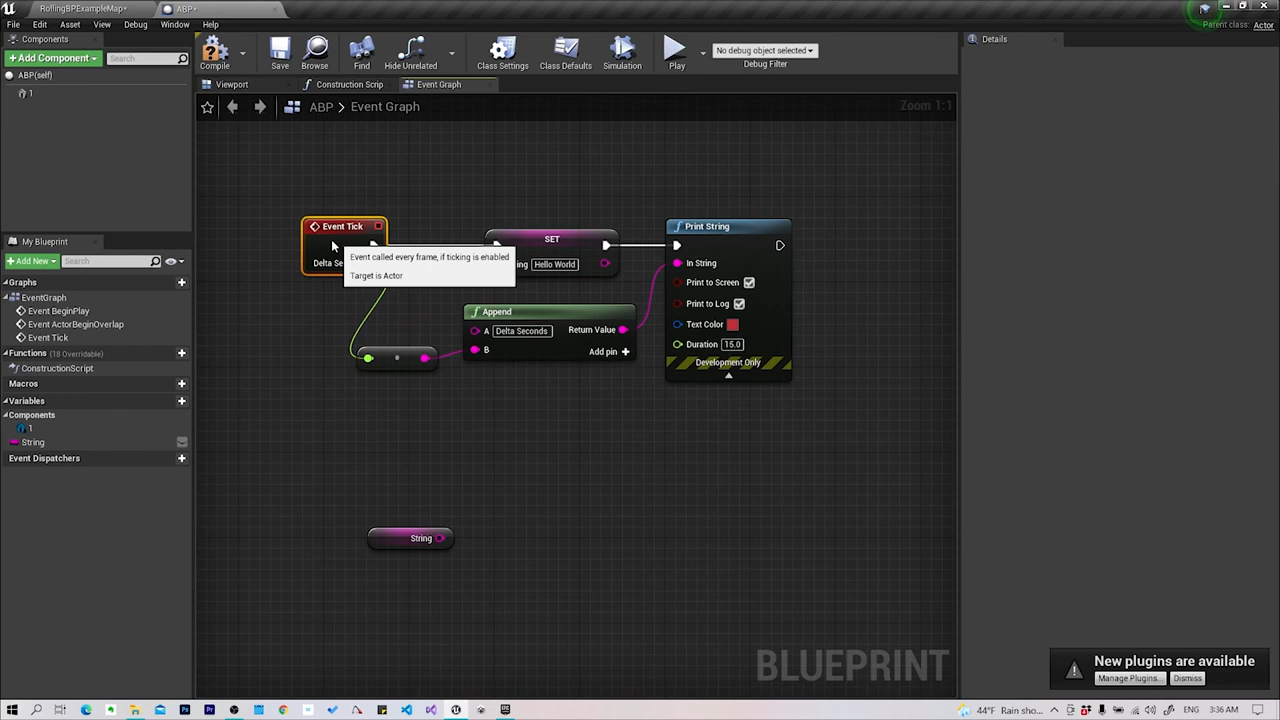 RollingBPExampleMap*
ABP*
Parent class: Actor
File Edit Asset View Debug Window Help
Components
+Add Component
Search
ABP(self)
1
Compile
Save
Browse
Find
Hide Unrelated
Class Settings
Class Defaults
Simulation
Play
No debug object selected
Debug Filter
Details
Viewport
Construction Scrip
Event Graph
ABP > Event Graph
Zoom 1:1
Event Tick
Delta Se
Event called every frame, if ticking is enabled
Target is Actor
SET
ing Hello World
Print String
In String
Print to Screen
Print to Log
Text Color
Duration 15.0
Development Only
Append
A Delta Seconds
Return Value
B
Add pin +
String
My Blueprint
+Add New
Search
Graphs
EventGraph
Event BeginPlay
Event ActorBeginOverlap
Event Tick
Functions (18 Overridable)
ConstructionScript
Macros
Variables
Components
1
String
Event Dispatchers
BLUEPRINT
New plugins are available
Manage Plugins...
Dismiss
44°F Rain sho...
ENG
3:36 AM